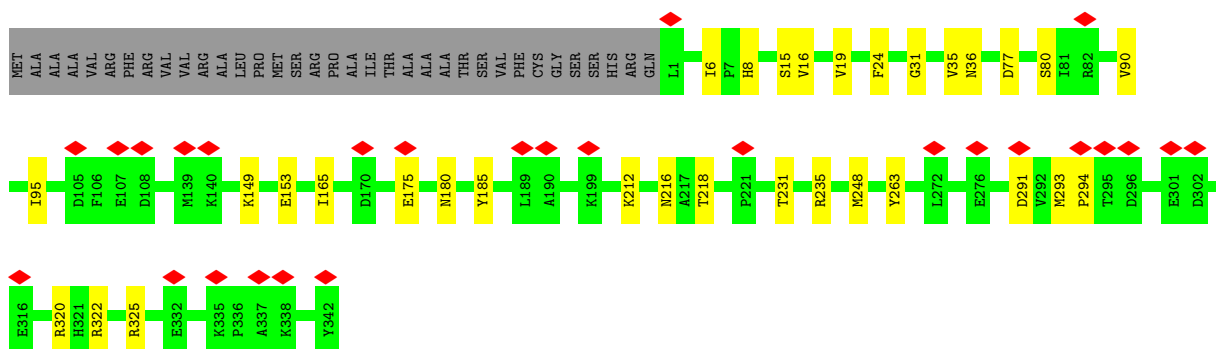 MET ALA ALA ALA ALA VAL ARG PHE ARG VAL VAL ARG ALA LEU PRO MET SER ARG PRO ALA ILE THR ALA ALA ALA THR SER VAL PHE CYS GLY SER SER HIS ARG GLN L1 I6 P7 H8 S15 V16 V19 F24 G31 V35 N36 D77 S80 I81 R82 V90
I95 D105 F106 E107 D108 M139 K140 K149 E153 I165 D170 E175 N180 Y185 L189 A190 K199 K212 N216 A217 T218 P221 T231 R235 M248 Y263 L272 E276 D291 V292 M293 P294 T295 D296 E301 D302
E316 R320 H321 R322 R325 E332 K335 P336 A337 K338 Y342